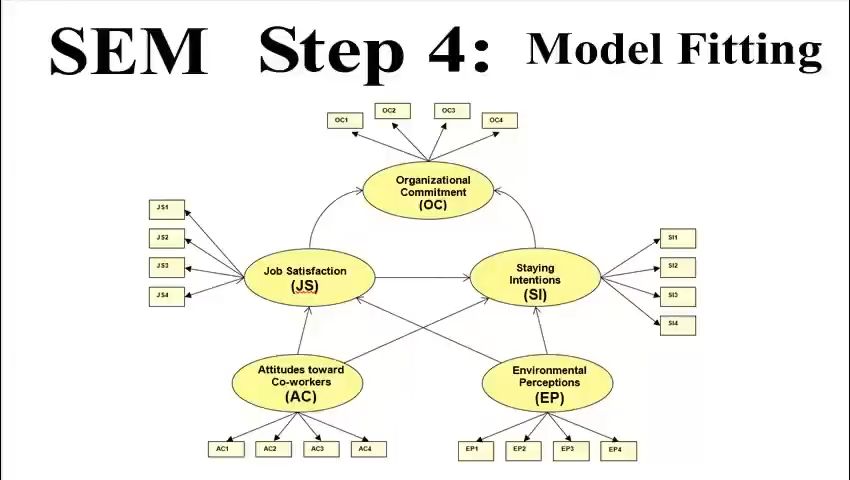 SEM Step 4: Model Fitting
OC1
OC2
OC3
OC4
Organizational
Commitment
(OC)
JS1
JS2
JS3
JS4
Job Satisfaction
(JS)
Staying
Intentions
(SI)
SI1
SI2
SI3
SI4
Attitudes toward
Co-workers
(AC)
Environmental
Perceptions
(EP)
AC1
AC2
AC3
AC4
EP1
EP2
EP3
EP4